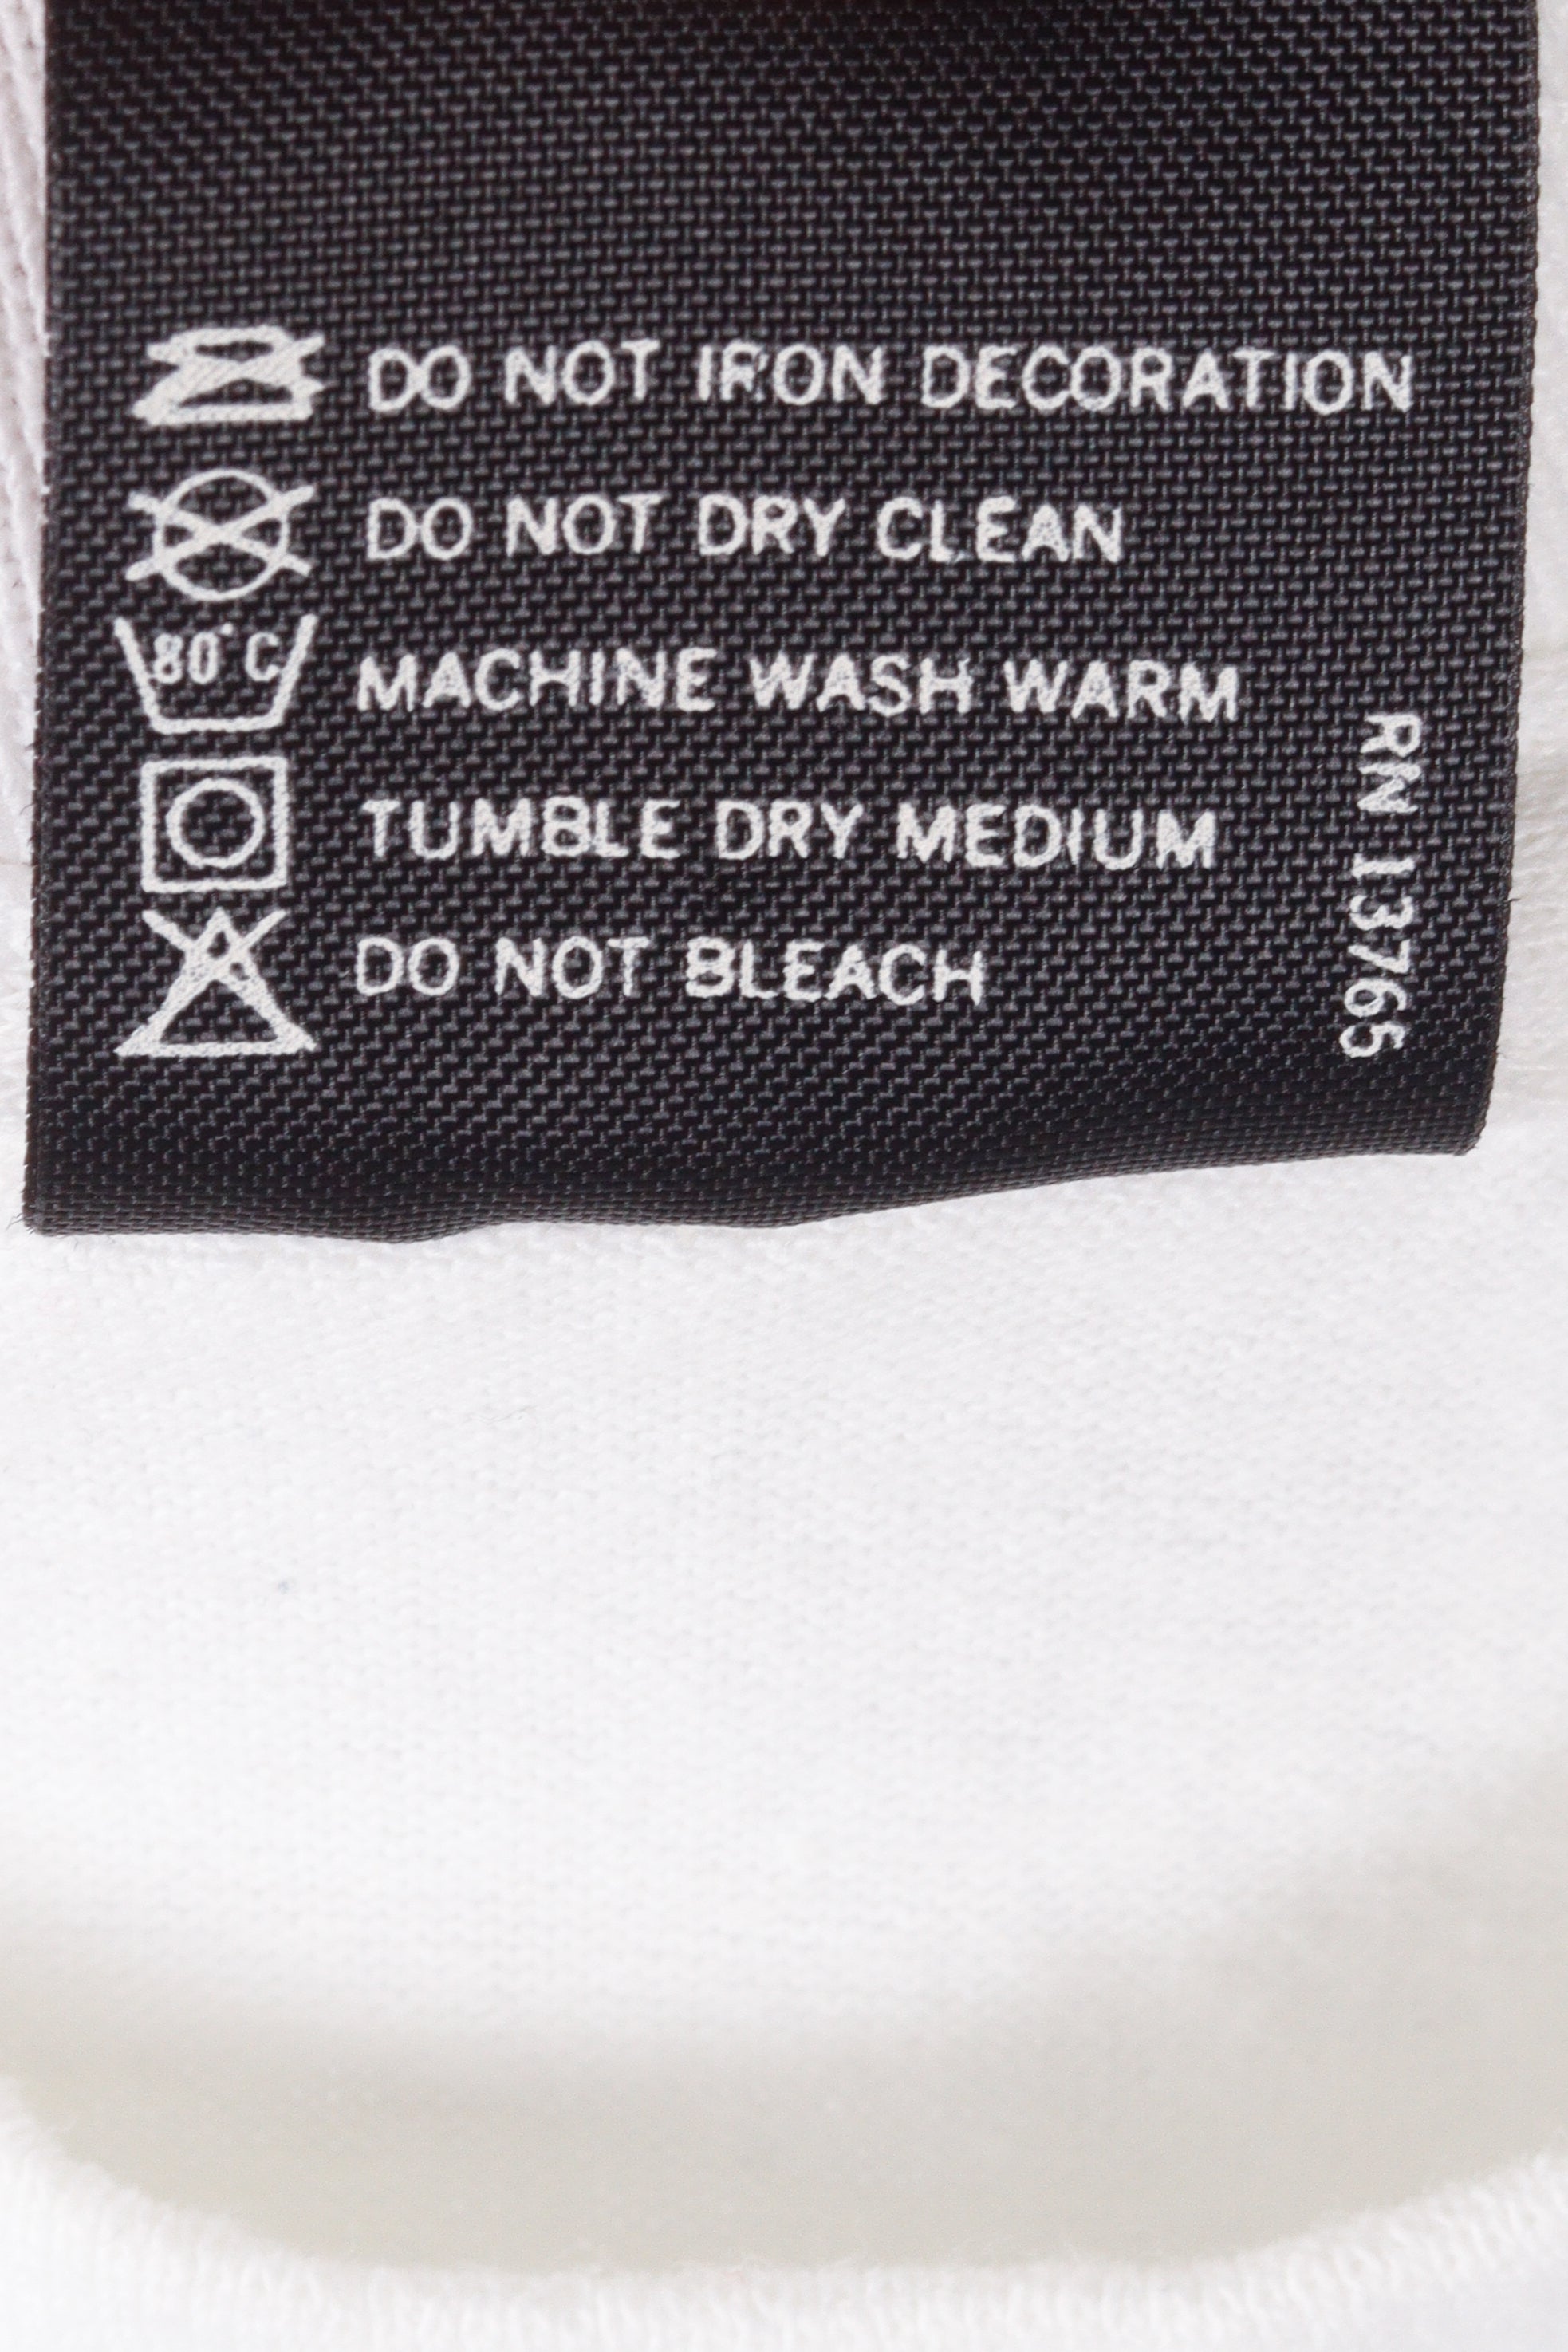 DO NOT IRON DECORATION
DO NOT DRY CLEAN
80°C MACHINE WASH WARM
TUMBLE DRY MEDIUM
DO NOT BLEACH
RN 13765